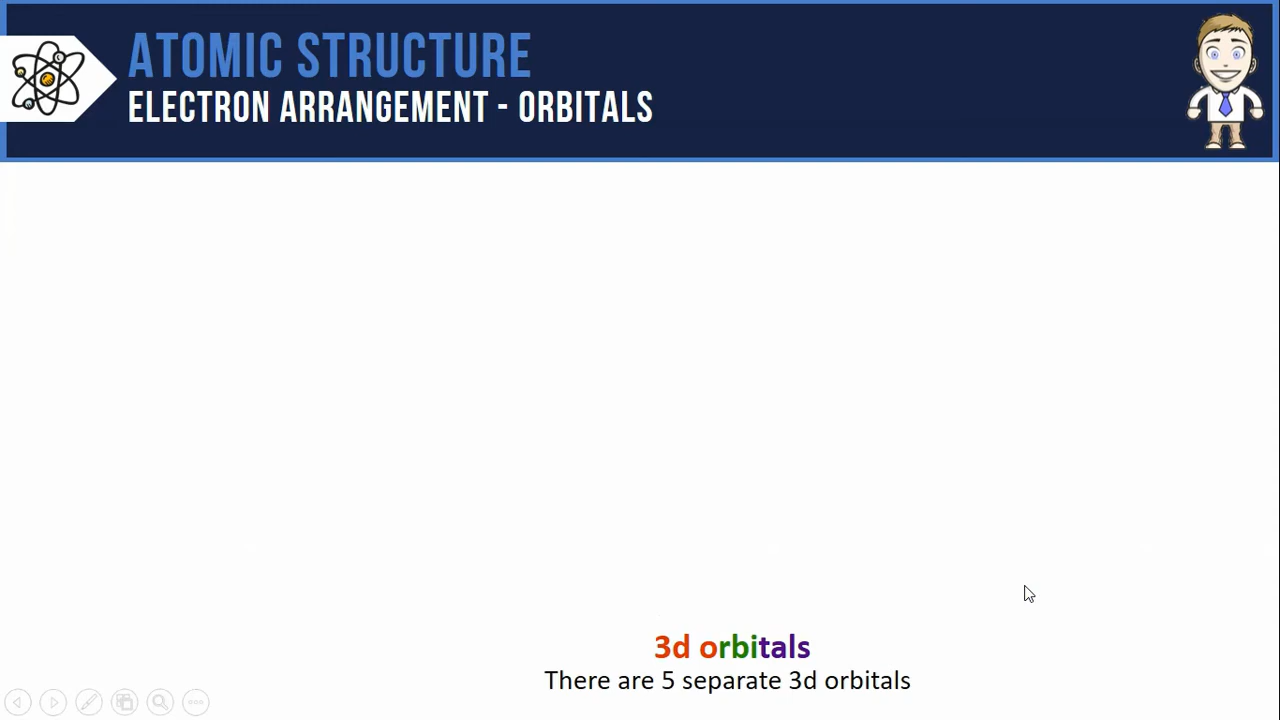 ATOMIC STRUCTURE
ELECTRON ARRANGEMENT - ORBITALS
3d orbitals
There are 5 separate 3d orbitals